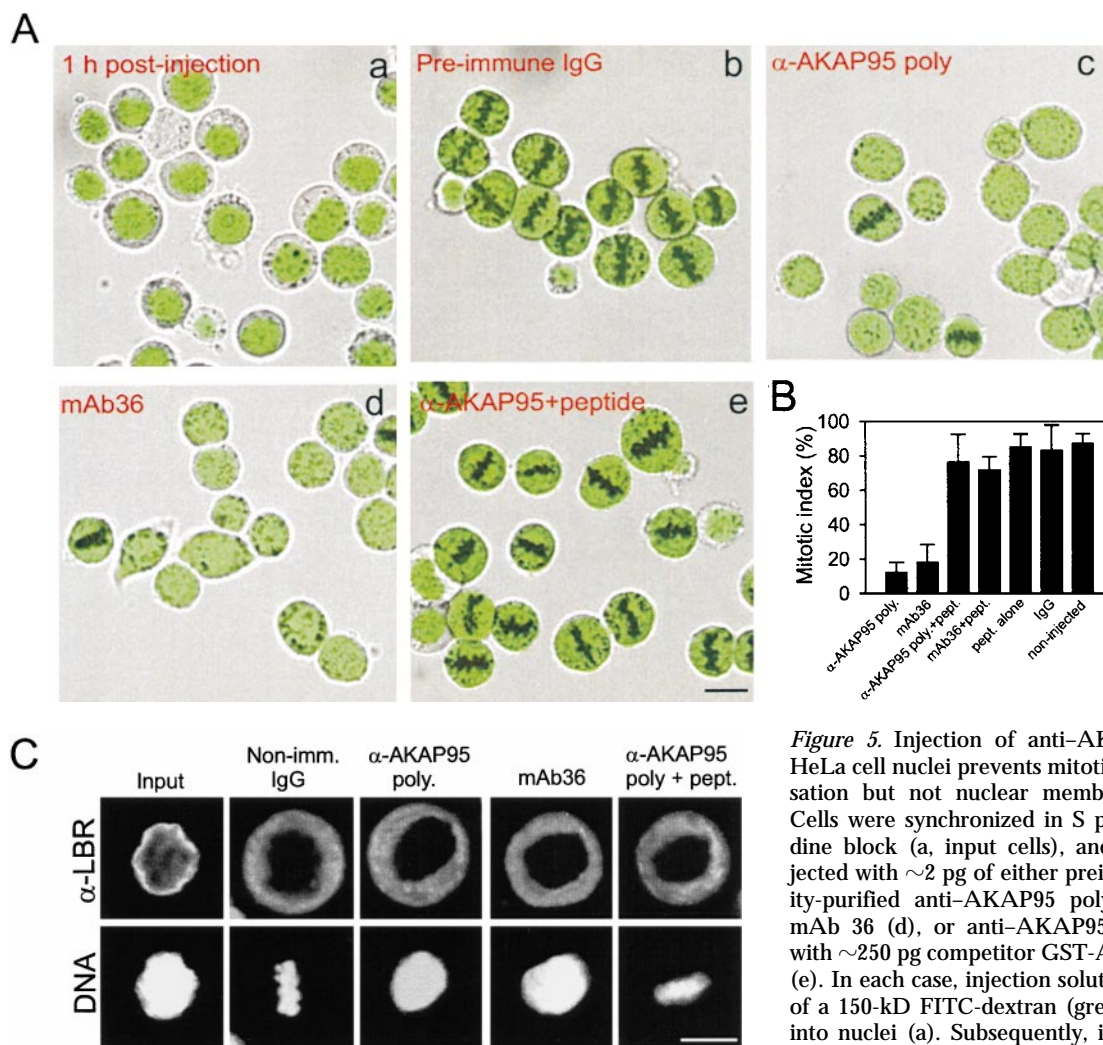 A
1 h post-injection a
Pre-immune IgG b
α-AKAP95 poly c
mAb36 d
α-AKAP95+peptide e
B
Mitotic index (%)
100
80
60
40
20
0
α-AKAP95 poly.
mAb36
α-AKAP95 poly.+pept.
mAb36+pept.
pept. alone
IgG
non-injected
C
Input
Non-imm. IgG
α-AKAP95 poly.
mAb36
α-AKAP95 poly + pept.
α-LBR
DNA
Figure 5. Injection of anti–AK
HeLa cell nuclei prevents mitoti
sation but not nuclear memb
Cells were synchronized in S p
dine block (a, input cells), and
jected with ∼2 pg of either prei
ity-purified anti–AKAP95 poly
mAb 36 (d), or anti–AKAP95
with ∼250 pg competitor GST-A
(e). In each case, injection solut
of a 150-kD FITC-dextran (gre
into nuclei (a). Subsequently, i